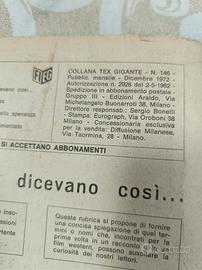 COLLANA TEX GIGANTE - N. 146 -
Pubblic. mensile - Dicembre 1972 -
Autorizzazione n. 2926 del 2-5-1962 -
Spedizione in abbonamento postale -
Gruppo III - Edizioni Araldo, Via
Michelangelo Buonarroti 38, Milano -
Direttore responsabile: Sergio Bonelli
- Stampa: Eurograph, Via Oroboni 38
Milano - Concessionaria esclusiva
per la vendita: Diffusione Milanese,
Via Taormina, 28 - Milano.
FIEG
SI ACCETTANO ABBONAMENTI
dicevano così...
Questa rubrica si propone di fornire
una concisa spiegazione di quei ter-
mini o nomi che, incontrati per la
prima volta in un racconto o in un
film western, possono suscitare la
curiosità dei nostri lettori.